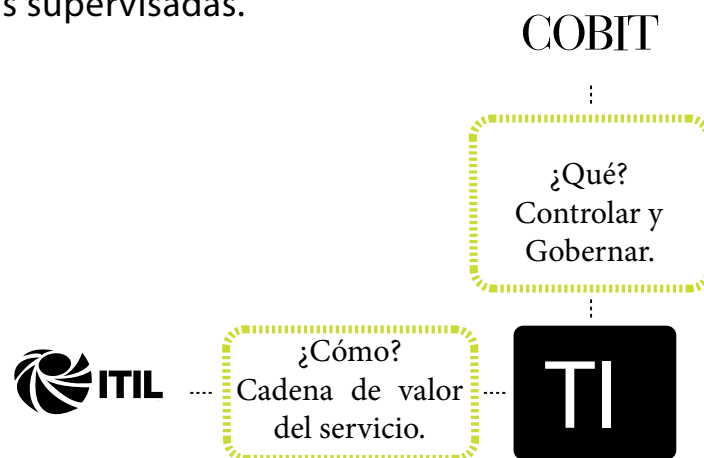 s supervisadas.
COBIT
¿Qué?
Controlar y
Gobernar.
ITIL
¿Cómo?
Cadena de valor
del servicio.
TI